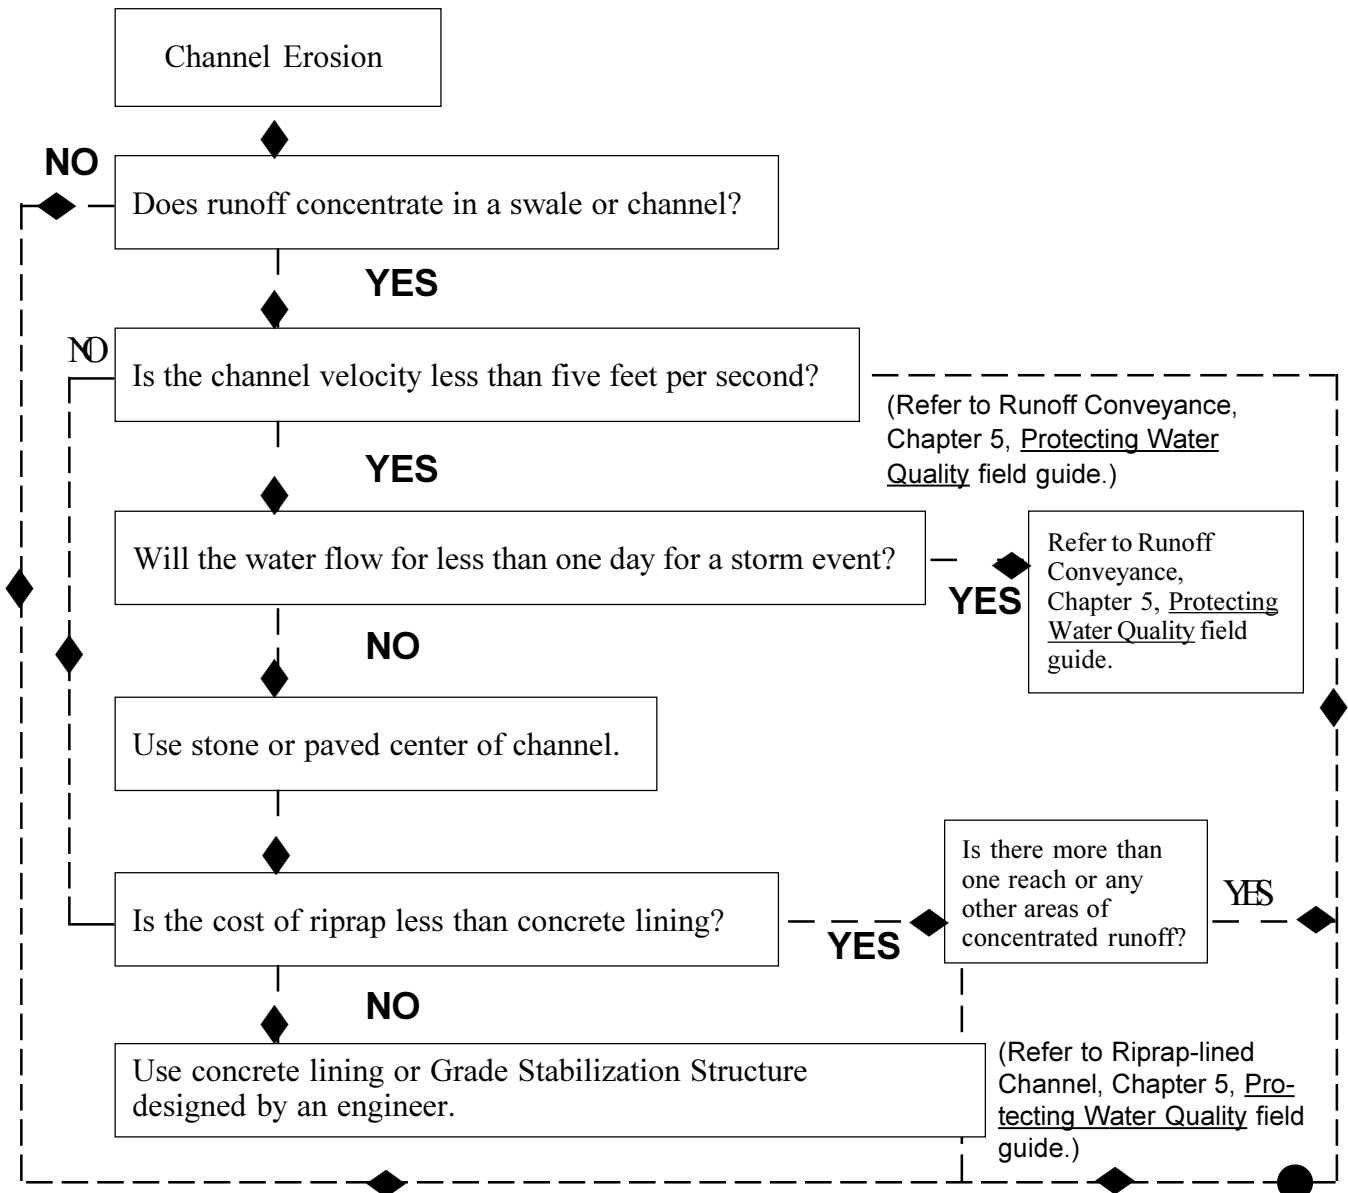 Channel Erosion
NO
Does runoff concentrate in a swale or channel?
YES
NO
Is the channel velocity less than five feet per second?
(Refer to Runoff Conveyance,
Chapter 5, Protecting Water
Quality field guide.)
YES
Will the water flow for less than one day for a storm event?
YES
Refer to Runoff
Conveyance,
Chapter 5, Protecting
Water Quality field
guide.
NO
Use stone or paved center of channel.
Is the cost of riprap less than concrete lining?
YES
Is there more than
one reach or any
other areas of
concentrated runoff?
YES
NO
Use concrete lining or Grade Stabilization Structure
designed by an engineer.
(Refer to Riprap-lined
Channel, Chapter 5, Pro-
tecting Water Quality field
guide.)